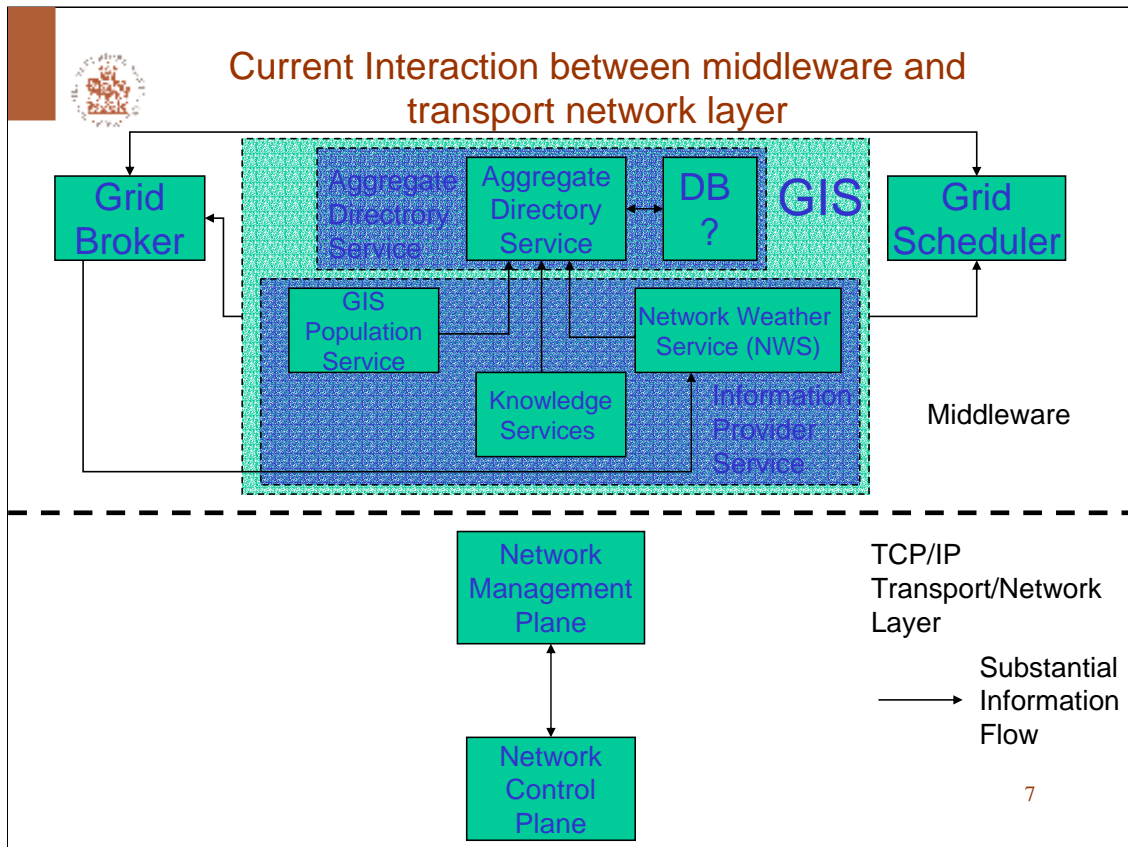 Current Interaction between middleware and
transport network layer
Grid
Broker
Aggregate
Directrory
Service
Aggregate
Directory
Service
DB
?
GIS
Grid
Scheduler
GIS
Population
Service
Network Weather
Service (NWS)
Knowledge
Services
Information
Provider
Service
Middleware
Network
Management
Plane
TCP/IP
Transport/Network
Layer
Substantial
Information
Flow
Network
Control
Plane
7